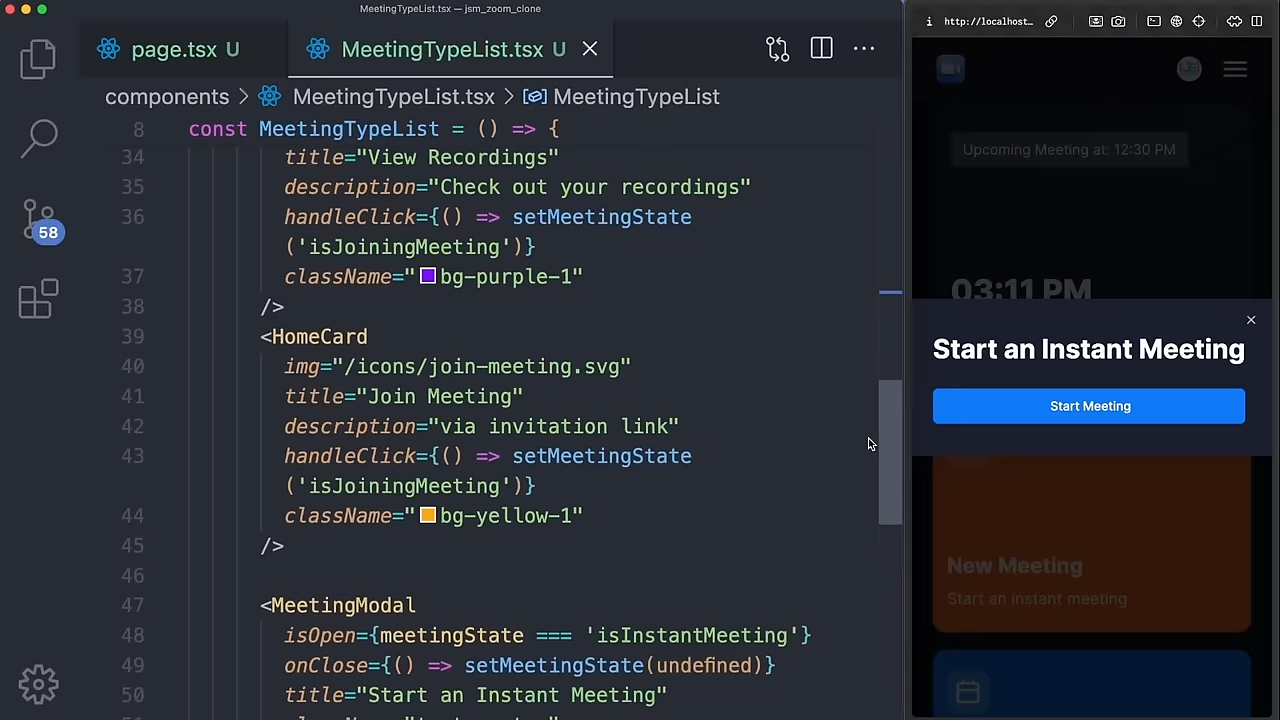 MeetingTypeList.tsx — jsm_zoom_clone
page.tsx U
MeetingTypeList.tsx U
components > MeetingTypeList.tsx > MeetingTypeList
8 const MeetingTypeList = () => {
34 title="View Recordings"
35 description="Check out your recordings"
36 handleClick={() => setMeetingState
('isJoiningMeeting')}
37 className="bg-purple-1"
38 />
39 <HomeCard
40 img="/icons/join-meeting.svg"
41 title="Join Meeting"
42 description="via invitation link"
43 handleClick={() => setMeetingState
('isJoiningMeeting')}
44 className="bg-yellow-1"
45 />
46
47 <MeetingModal
48 isOpen={meetingState === 'isInstantMeeting'}
49 onClose={() => setMeetingState(undefined)}
50 title="Start an Instant Meeting"
58
http://localhost…
Upcoming Meeting at: 12:30 PM
03:11 PM
Start an Instant Meeting
Start Meeting
New Meeting
Start an instant meeting